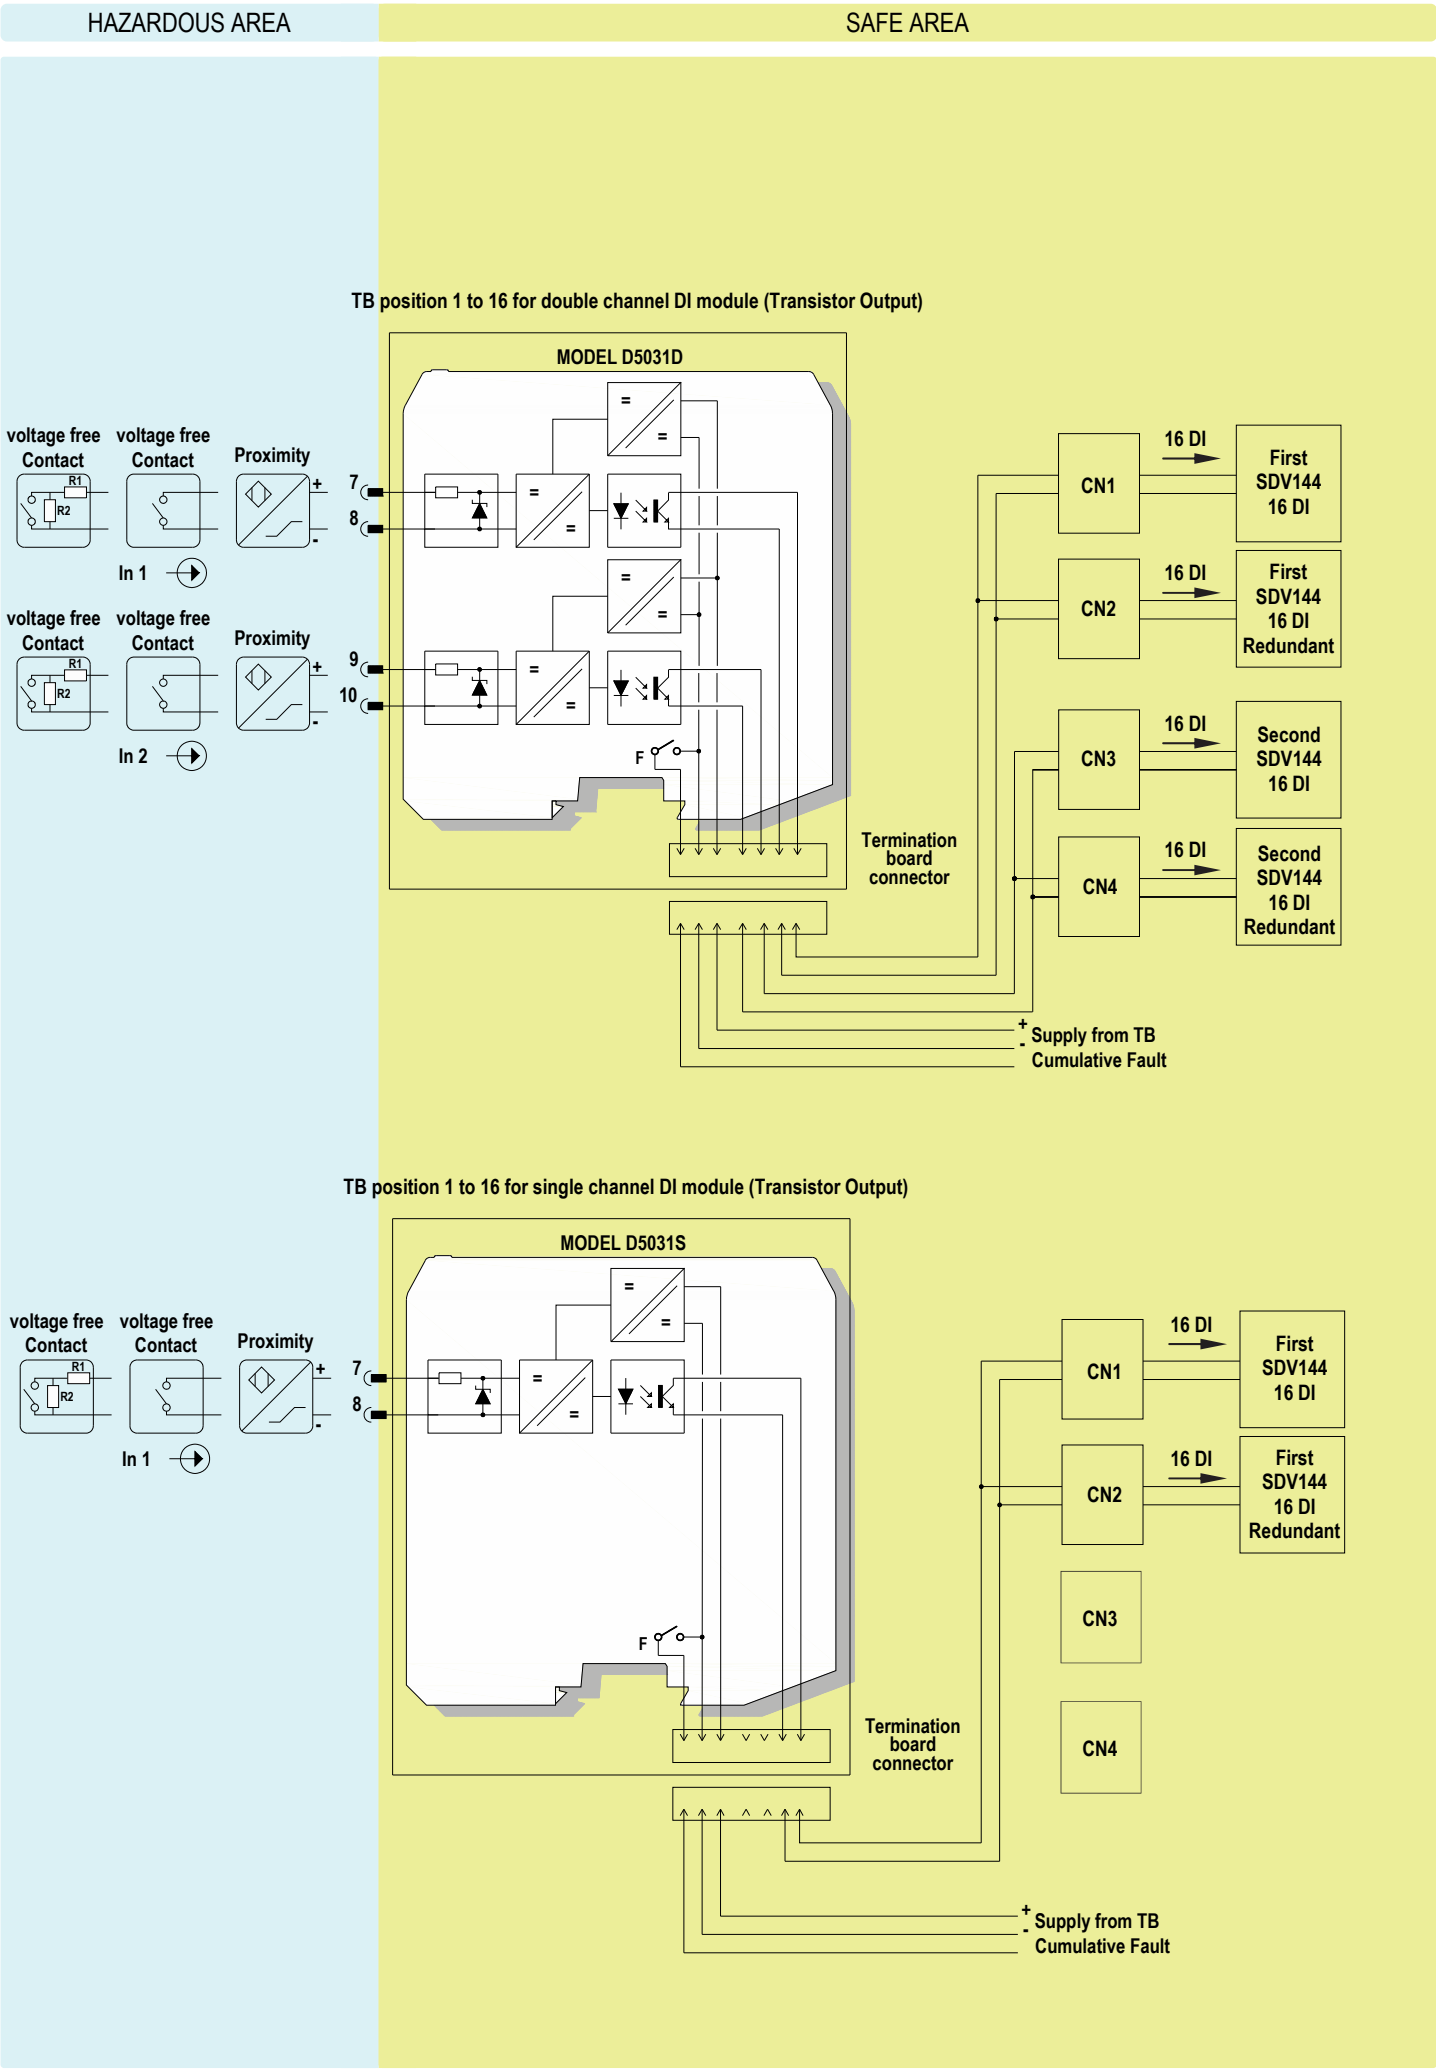 HAZARDOUS AREA
SAFE AREA
TB position 1 to 16 for double channel DI module (Transistor Output)
MODEL D5031D
=
=
voltage free
Contact
R1
R2
voltage free
Contact
Proximity
+
-
7
8
In 1
=
=
=
=
voltage free
Contact
R1
R2
voltage free
Contact
Proximity
+
-
9
10
In 2
=
=
F
Termination
board
connector
CN1
16 DI
First
SDV144
16 DI
CN2
16 DI
First
SDV144
16 DI
Redundant
CN3
16 DI
Second
SDV144
16 DI
CN4
16 DI
Second
SDV144
16 DI
Redundant
+
-
Supply from TB
Cumulative Fault
TB position 1 to 16 for single channel DI module (Transistor Output)
MODEL D5031S
=
=
voltage free
Contact
R1
R2
voltage free
Contact
Proximity
+
-
7
8
In 1
=
=
F
Termination
board
connector
CN1
16 DI
First
SDV144
16 DI
CN2
16 DI
First
SDV144
16 DI
Redundant
CN3
CN4
+
-
Supply from TB
Cumulative Fault